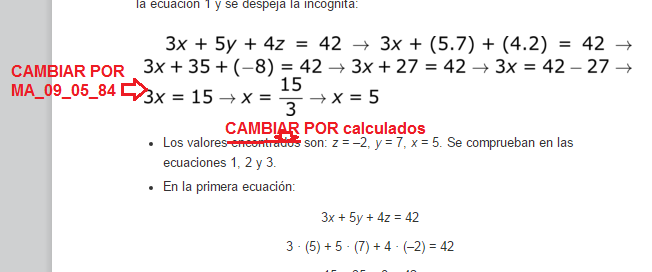 la ecuación 1 y se despeja la incógnita:
3x + 5y + 4z = 42 → 3x + (5.7) + (4.2) = 42 →
CAMBIAR POR
3x + 35 + (−8) = 42 → 3x + 27 = 42 → 3x = 42 − 27 →
MA_09_05_84
3x = 15 → x = 15/3 → x = 5
CAMBIAR POR calculados
• Los valores encontrados son: z = –2, y = 7, x = 5. Se comprueban en las
ecuaciones 1, 2 y 3.
• En la primera ecuación:
3x + 5y + 4z = 42
3 · (5) + 5 · (7) + 4 · (–2) = 42